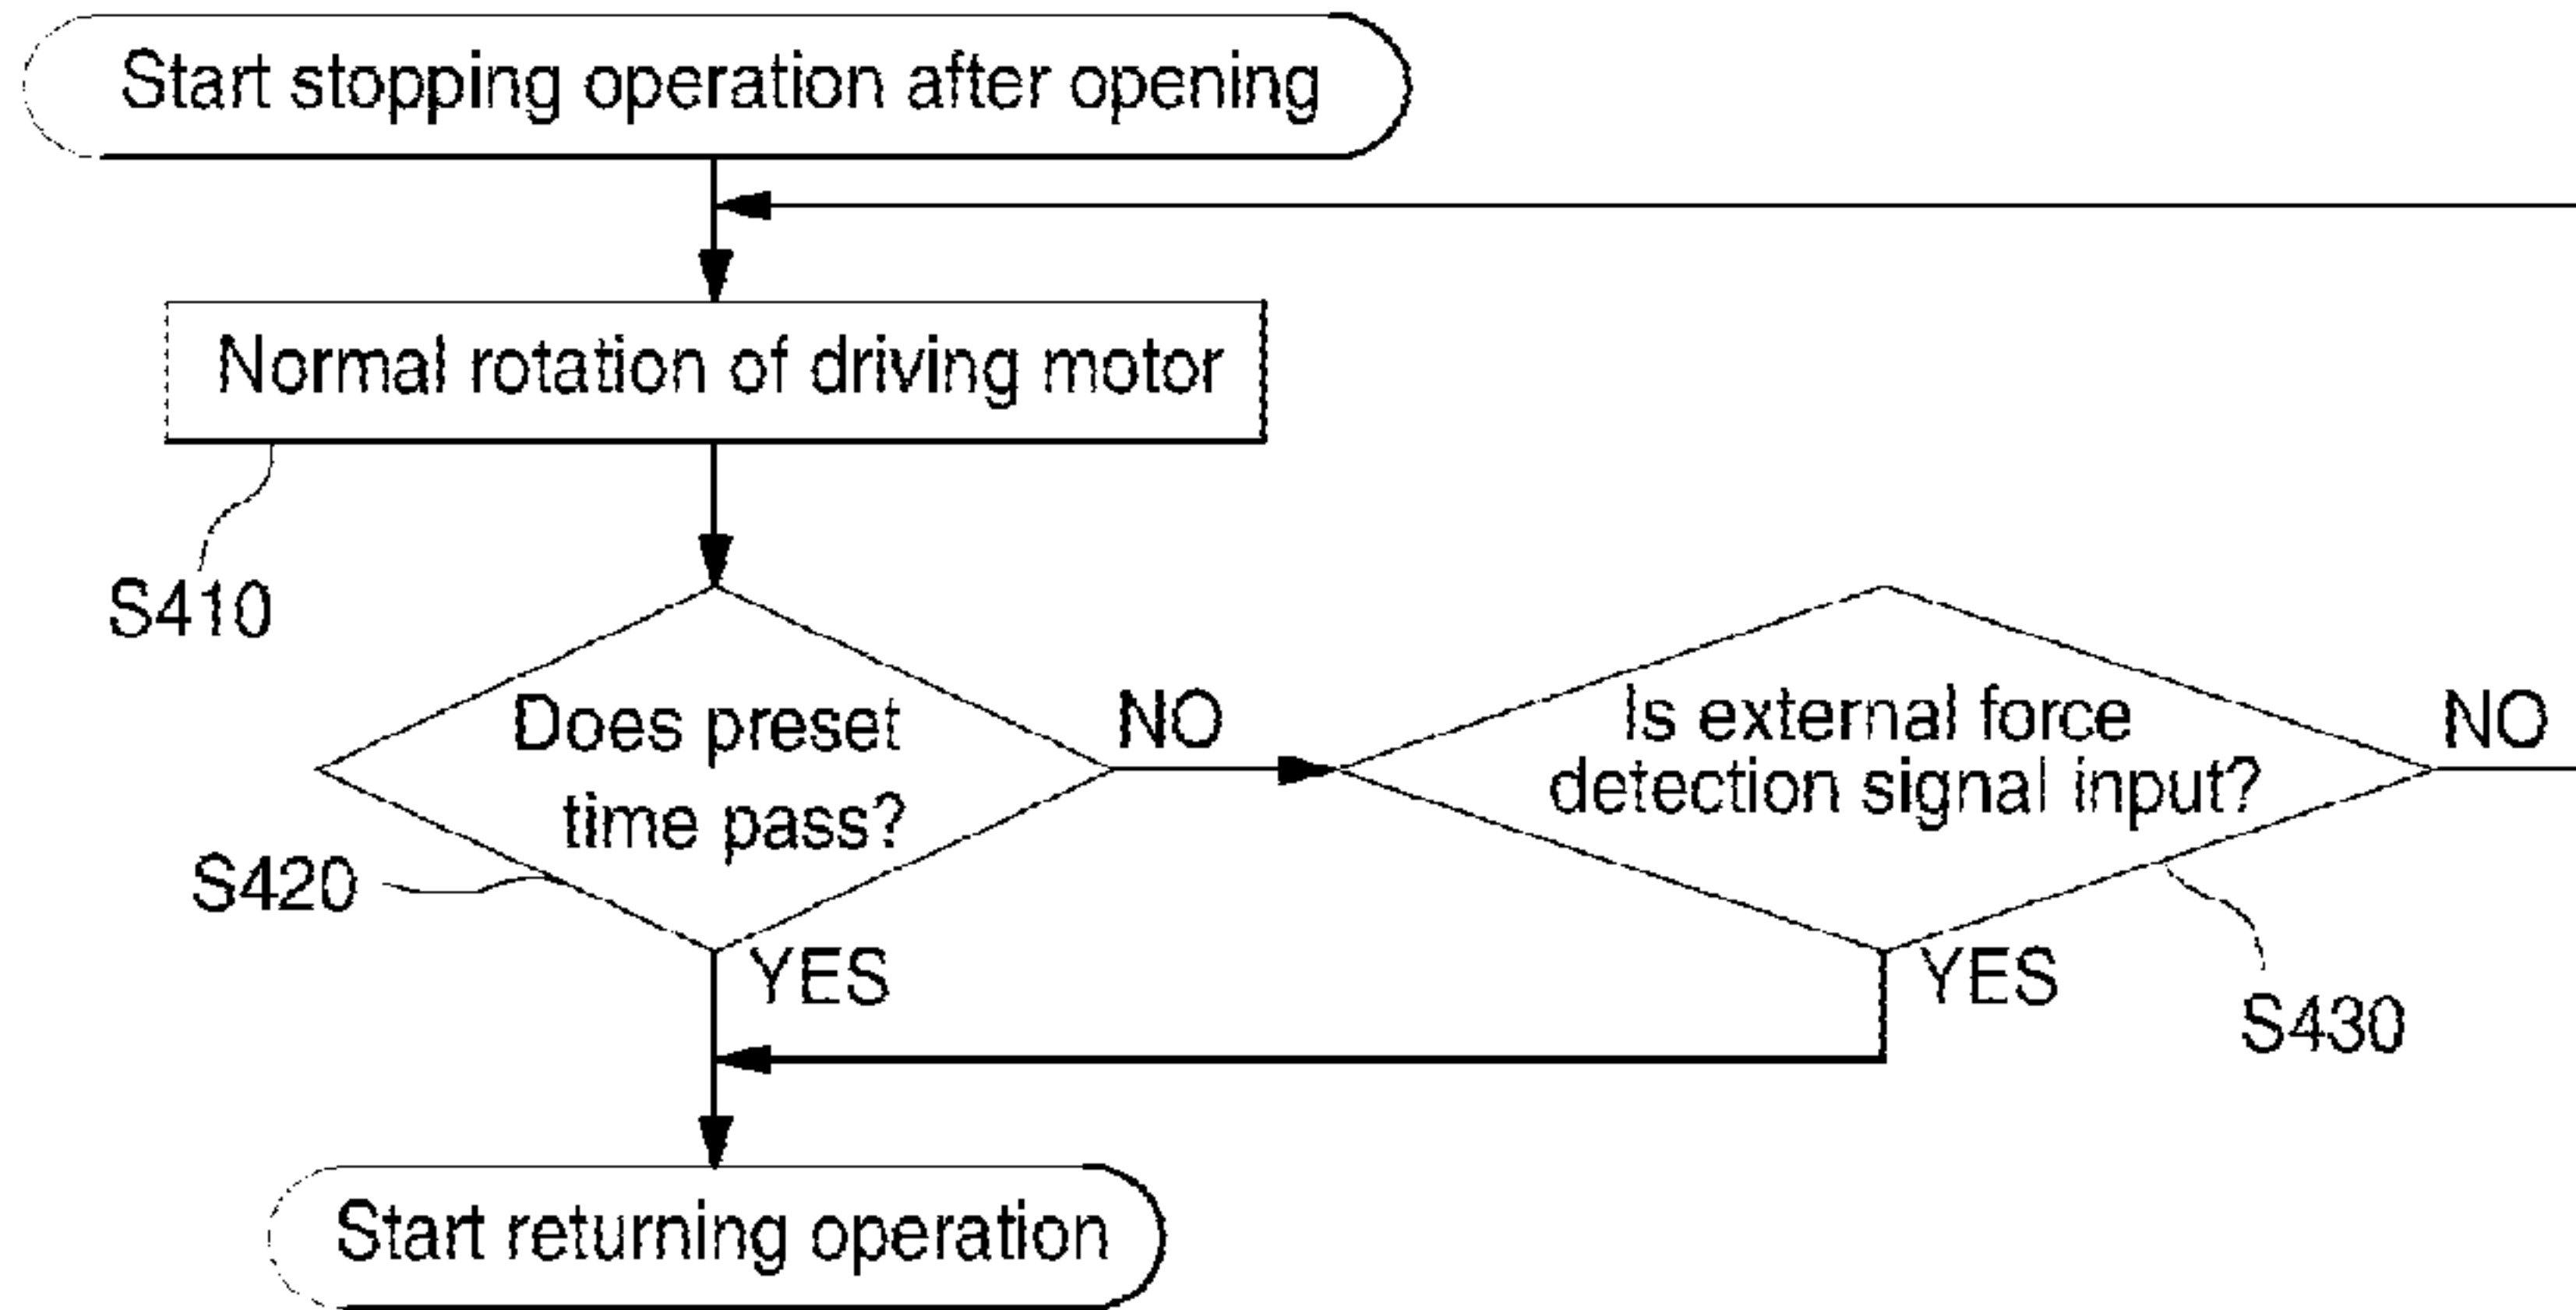 Start stopping operation after opening
Normal rotation of driving motor
S410
Does preset
time pass?
S420
NO
YES
Is external force
detection signal input?
NO
YES
S430
Start returning operation